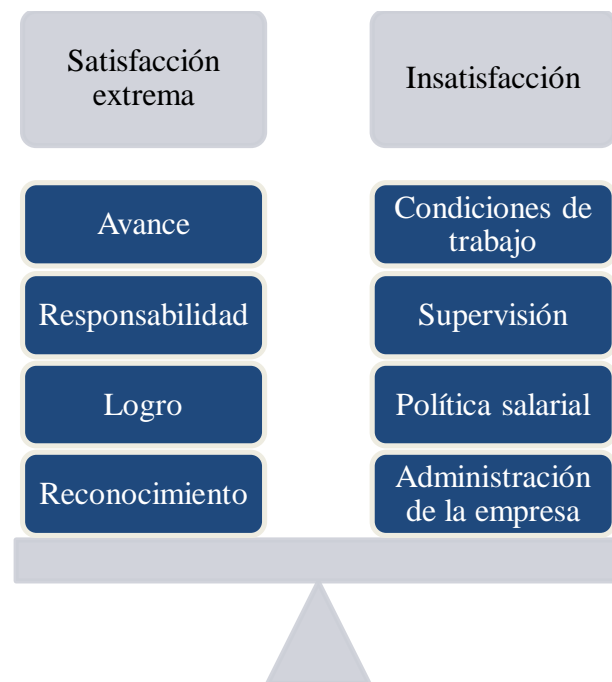 Satisfacción
extrema
Insatisfacción
Avance
Responsabilidad
Logro
Reconocimiento
Condiciones de
trabajo
Supervisión
Política salarial
Administración
de la empresa